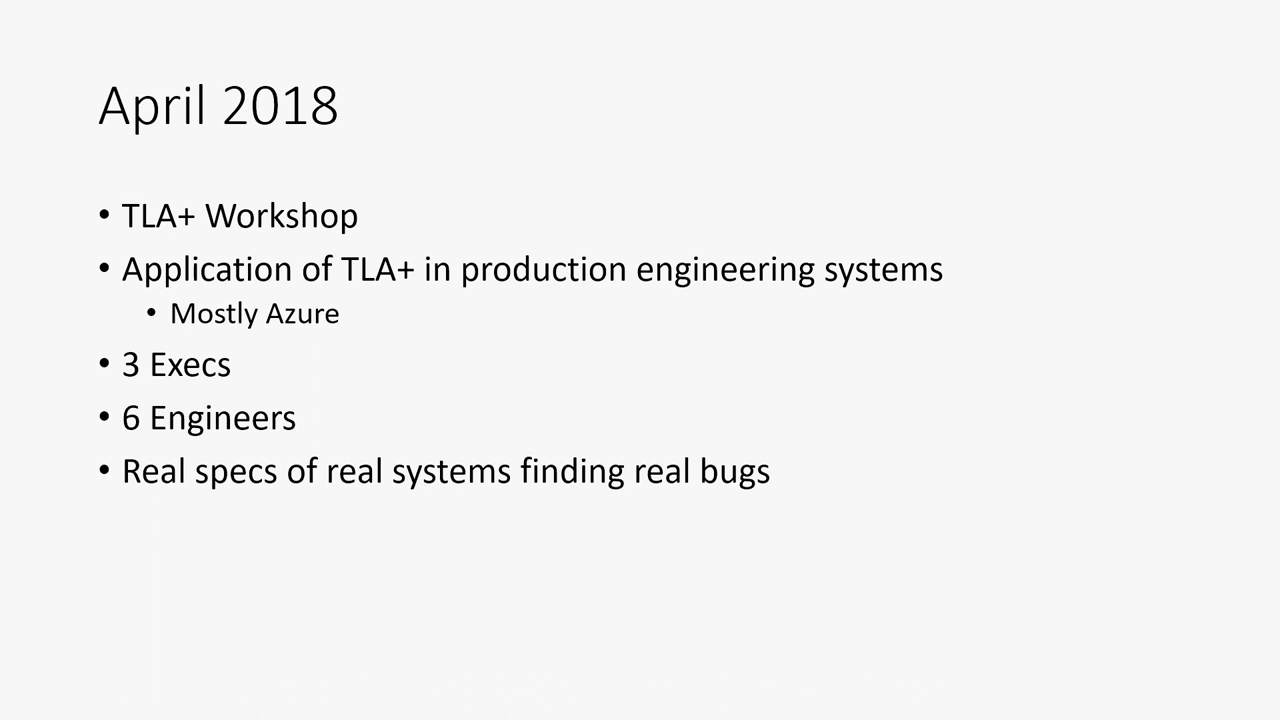 April 2018
• TLA+ Workshop
• Application of TLA+ in production engineering systems
• Mostly Azure
• 3 Execs
• 6 Engineers
• Real specs of real systems finding real bugs